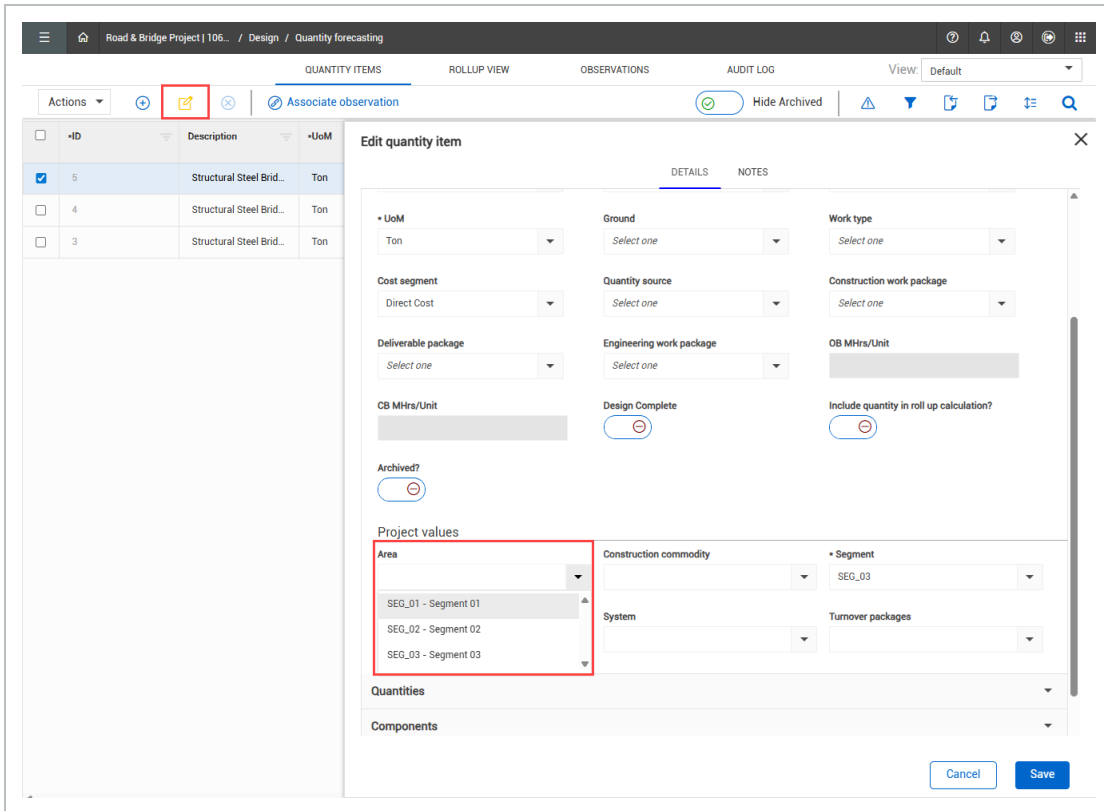 Road & Bridge Project | 106... / Design / Quantity forecasting
QUANTITY ITEMS ROLLUP VIEW OBSERVATIONS AUDIT LOG View: Default
Actions Associate observation Hide Archived
*ID Description *UoM
5 Structural Steel Brid... Ton
4 Structural Steel Brid... Ton
3 Structural Steel Brid... Ton
Edit quantity item
DETAILS NOTES
* UoM Ground Work type
Ton Select one Select one
Cost segment Quantity source Construction work package
Direct Cost Select one Select one
Deliverable package Engineering work package OB MHrs/Unit
Select one Select one
CB MHrs/Unit Design Complete Include quantity in roll up calculation?
Archived?
Project values
Area Construction commodity * Segment
SEG_03
SEG_01 - Segment 01
System Turnover packages
SEG_02 - Segment 02
SEG_03 - Segment 03
Quantities
Components
Cancel Save